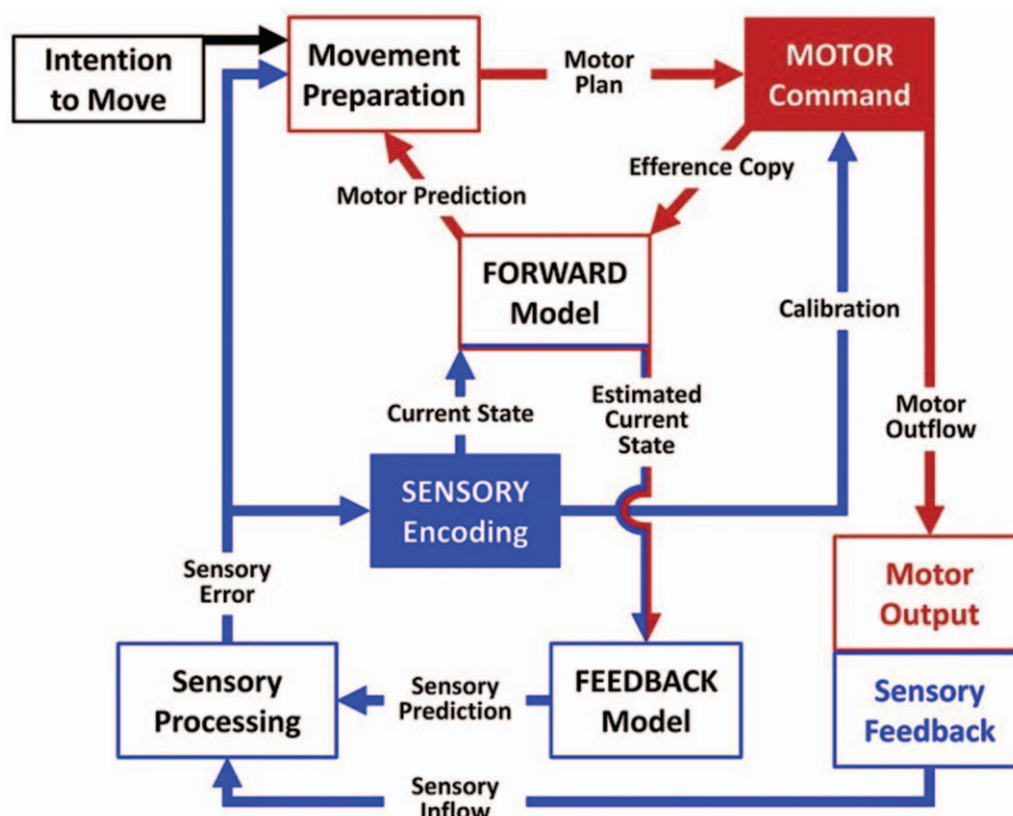 Intention
to Move
Movement
Preparation
Motor
Plan
MOTOR
Command
Efference Copy
Motor Prediction
FORWARD
Model
Calibration
Current State
Estimated
Current
State
Motor
Outflow
SENSORY
Encoding
Sensory
Error
Motor
Output
Sensory
Processing
Sensory
Prediction
FEEDBACK
Model
Sensory
Feedback
Sensory
Inflow